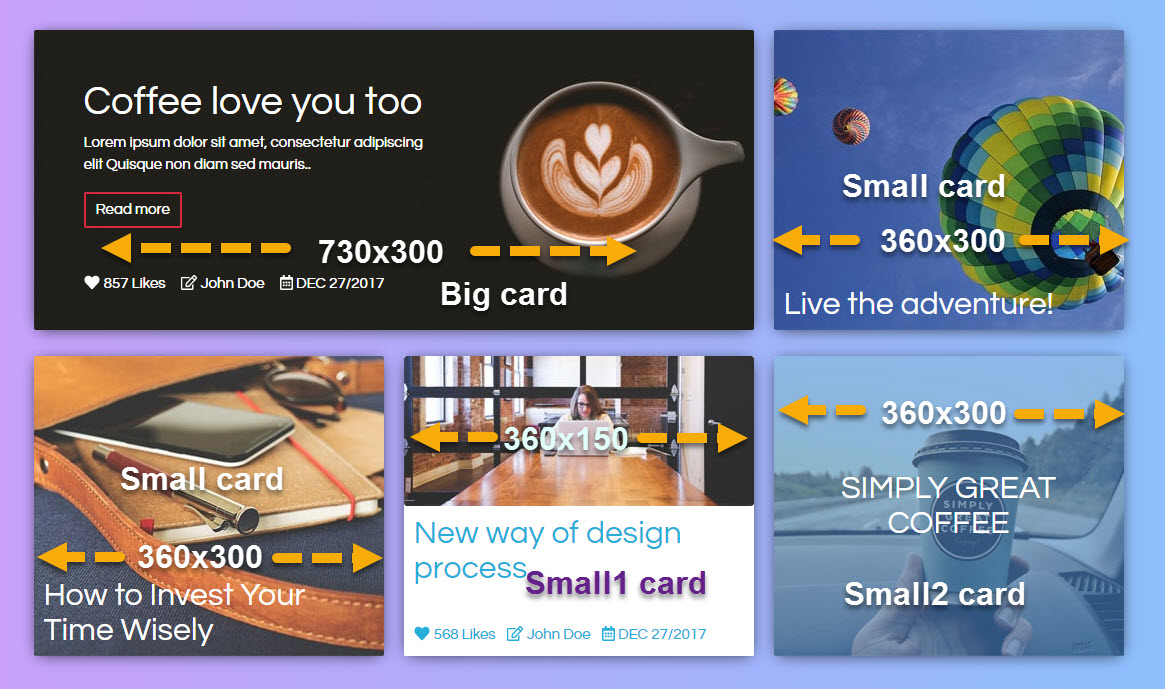 Coffee love you too
Lorem ipsum dolor sit amet, consectetur adipiscing
elit Quisque non diam sed mauris..
Read more
730x300
857 Likes John Doe DEC 27/2017
Big card
Small card
360x300
Live the adventure!
Small card
360x300
How to Invest Your
Time Wisely
360x150
New way of design
process
Small1 card
568 Likes John Doe DEC 27/2017
360x300
SIMPLY GREAT
COFFEE
SIMPLY
GREAT
COFFEE
Small2 card